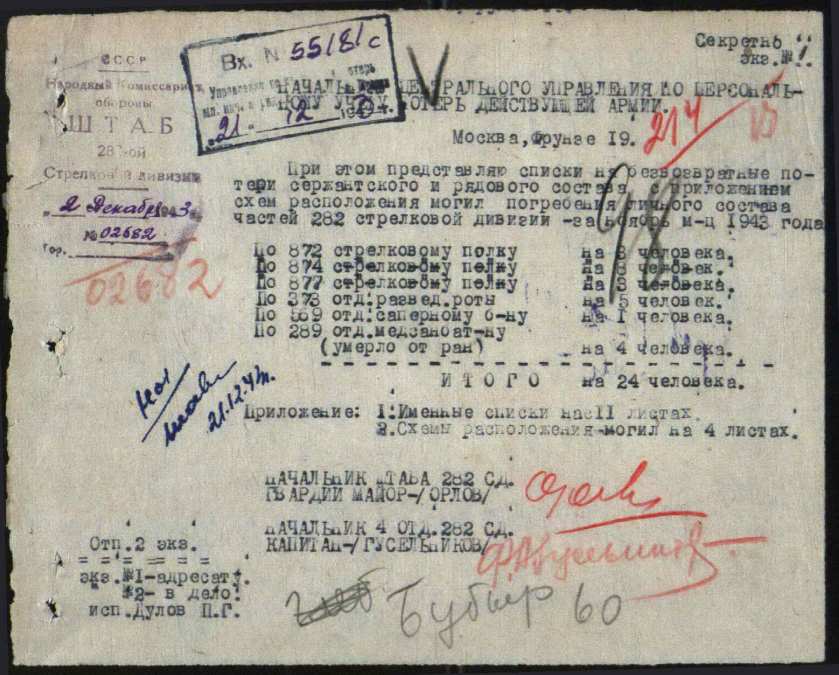 Секретно
экз.№1
СССР
Народный Комиссариат
обороны
ШТАБ
282-ой
Стрелковой дивизии
"2" Декабря 1943 г.
№ 02682
гор.
02682
Вх. N 55181с
21 12
НАЧАЛЬНИКУ ЦЕНТРАЛЬНОГО УПРАВЛЕНИЯ ПО ПЕРСОНАЛЬ-
НОМУ УЧЕТУ ПОТЕРЬ ДЕЙСТВУЮЩЕЙ АРМИИ.
Москва, Фрунзе 19.
214
При этом представляю списки на безвозвратные по-
тери сержантского и рядового состава с приложением
схем расположения могил погребения личного состава
частей 282 стрелковой дивизии -за ноябрь м-ц 1943 года
По 872 стрелковому полку на 3 человека.
По 874 стрелковому полку на 8 человек.
По 877 стрелковому полку на 3 человека.
По 373 отд.развед.роты на 5 человек.
По 569 отд.саперному б-ну на 1 человека.
По 289 отд.медсанбат-ну
(умерло от ран) на 4 человека.
ИТОГО на 24 человека.
21.12.43г.
Приложение: 1.Именные списки на 11 листах.
2.Схемы расположения-могил на 4 листах.
НАЧАЛЬНИК ШТАБА 282 СД.
ГВАРДИИ МАЙОР-/ОРЛОВ/
НАЧАЛЬНИК 4 ОТД.282 СД.
КАПИТАН-/ГУСЕЛЬНИКОВ/
Отп.2 экз.
= = = = = =
экз.№1-адресату.
№2- в дело.
исп.Дулов П.Г.
Бубыр 60